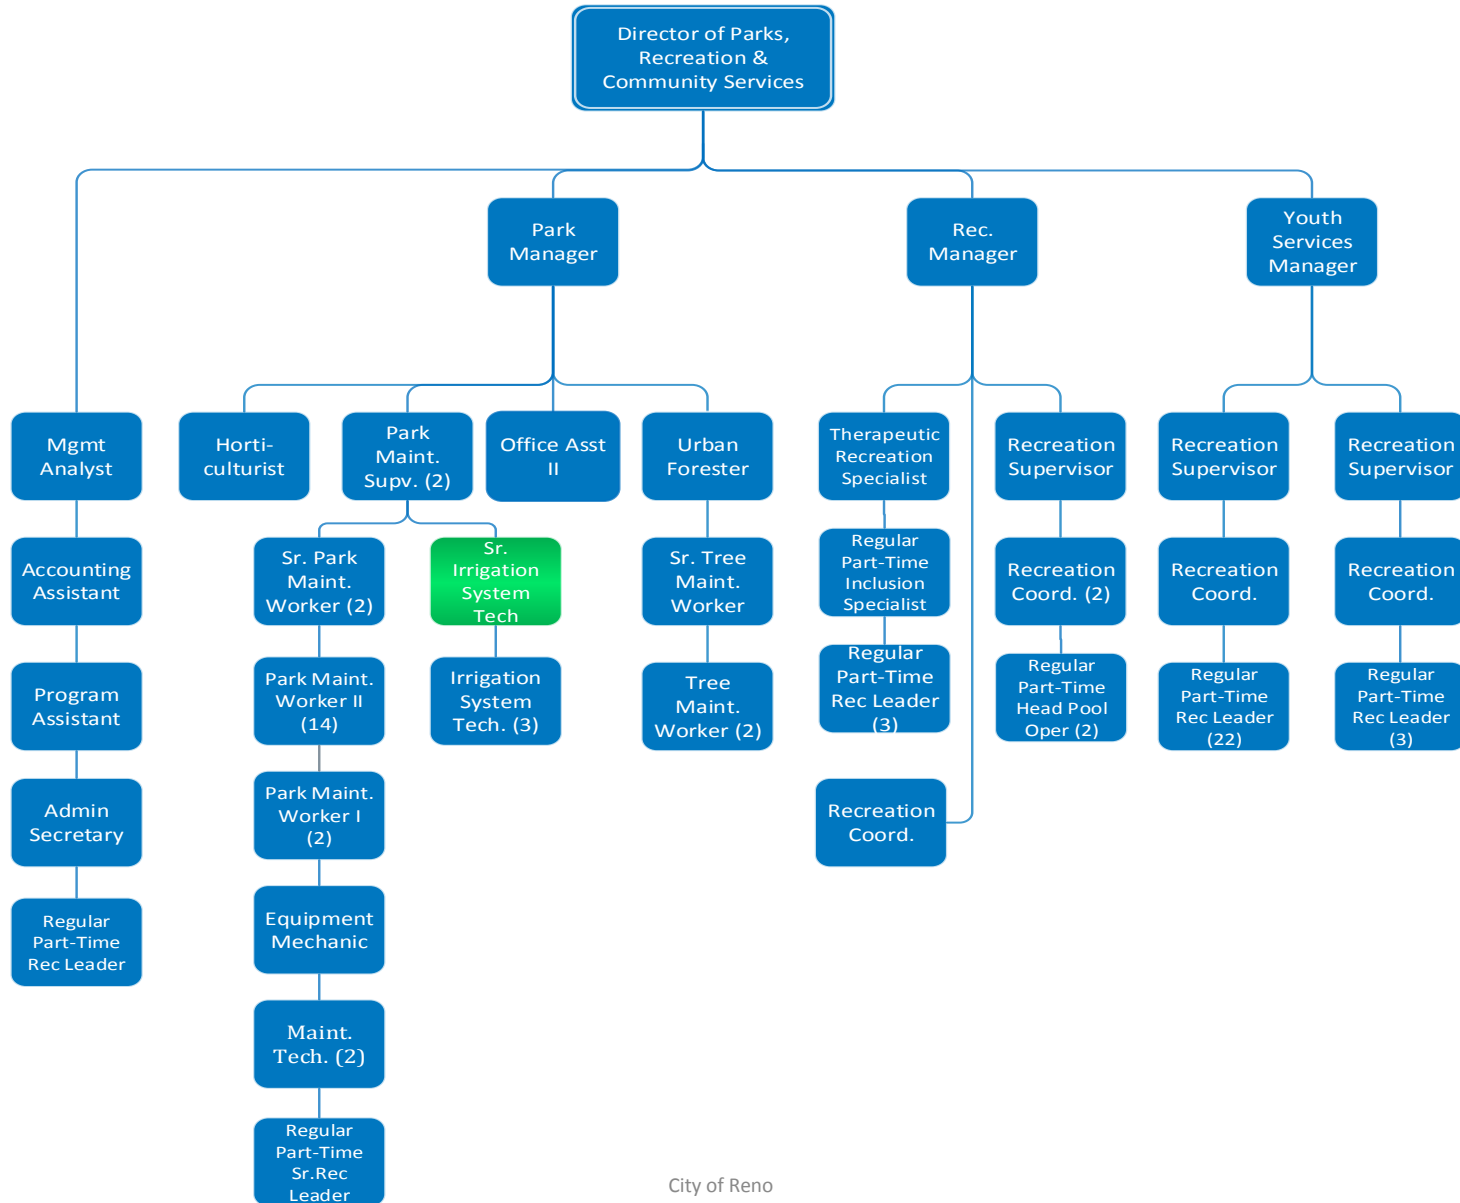 Director of Parks,
Recreation &
Community Services
Park
Manager
Rec.
Manager
Youth
Services
Manager
Mgmt
Analyst
Horti-
culturist
Park
Maint.
Supv. (2)
Office Asst
II
Urban
Forester
Therapeutic
Recreation
Specialist
Recreation
Supervisor
Recreation
Supervisor
Recreation
Supervisor
Accounting
Assistant
Sr. Park
Maint.
Worker (2)
Sr.
Irrigation
System
Tech
Sr. Tree
Maint.
Worker
Regular
Part-Time
Inclusion
Specialist
Recreation
Coord. (2)
Recreation
Coord.
Recreation
Coord.
Program
Assistant
Park Maint.
Worker II
(14)
Irrigation
System
Tech. (3)
Tree
Maint.
Worker (2)
Regular
Part-Time
Rec Leader
(3)
Regular
Part-Time
Head Pool
Oper (2)
Regular
Part-Time
Rec Leader
(22)
Regular
Part-Time
Rec Leader
(3)
Admin
Secretary
Park Maint.
Worker I
(2)
Recreation
Coord.
Regular
Part-Time
Rec Leader
Equipment
Mechanic
Maint.
Tech. (2)
Regular
Part-Time
Sr.Rec
Leader
City of Reno